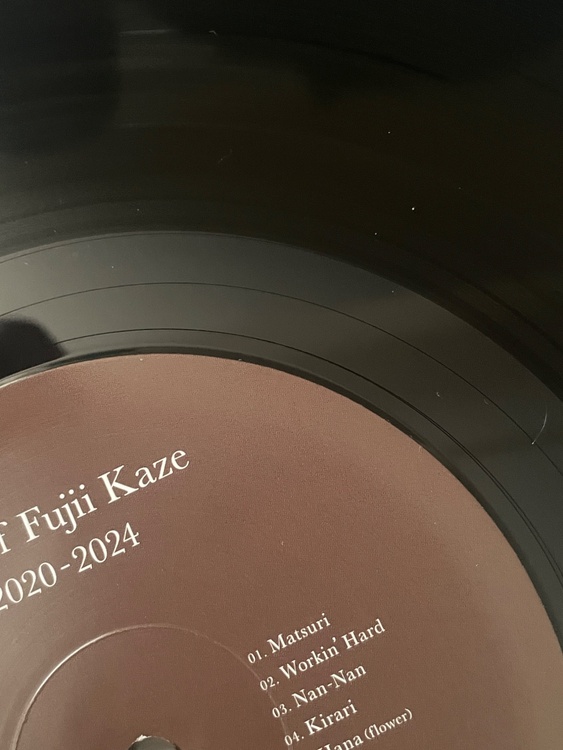 f Fujii Kaze
2020-2024
01. Matsuri
02. Workin' Hard
03. Nan-Nan
04. Kirari
Hana (flower)